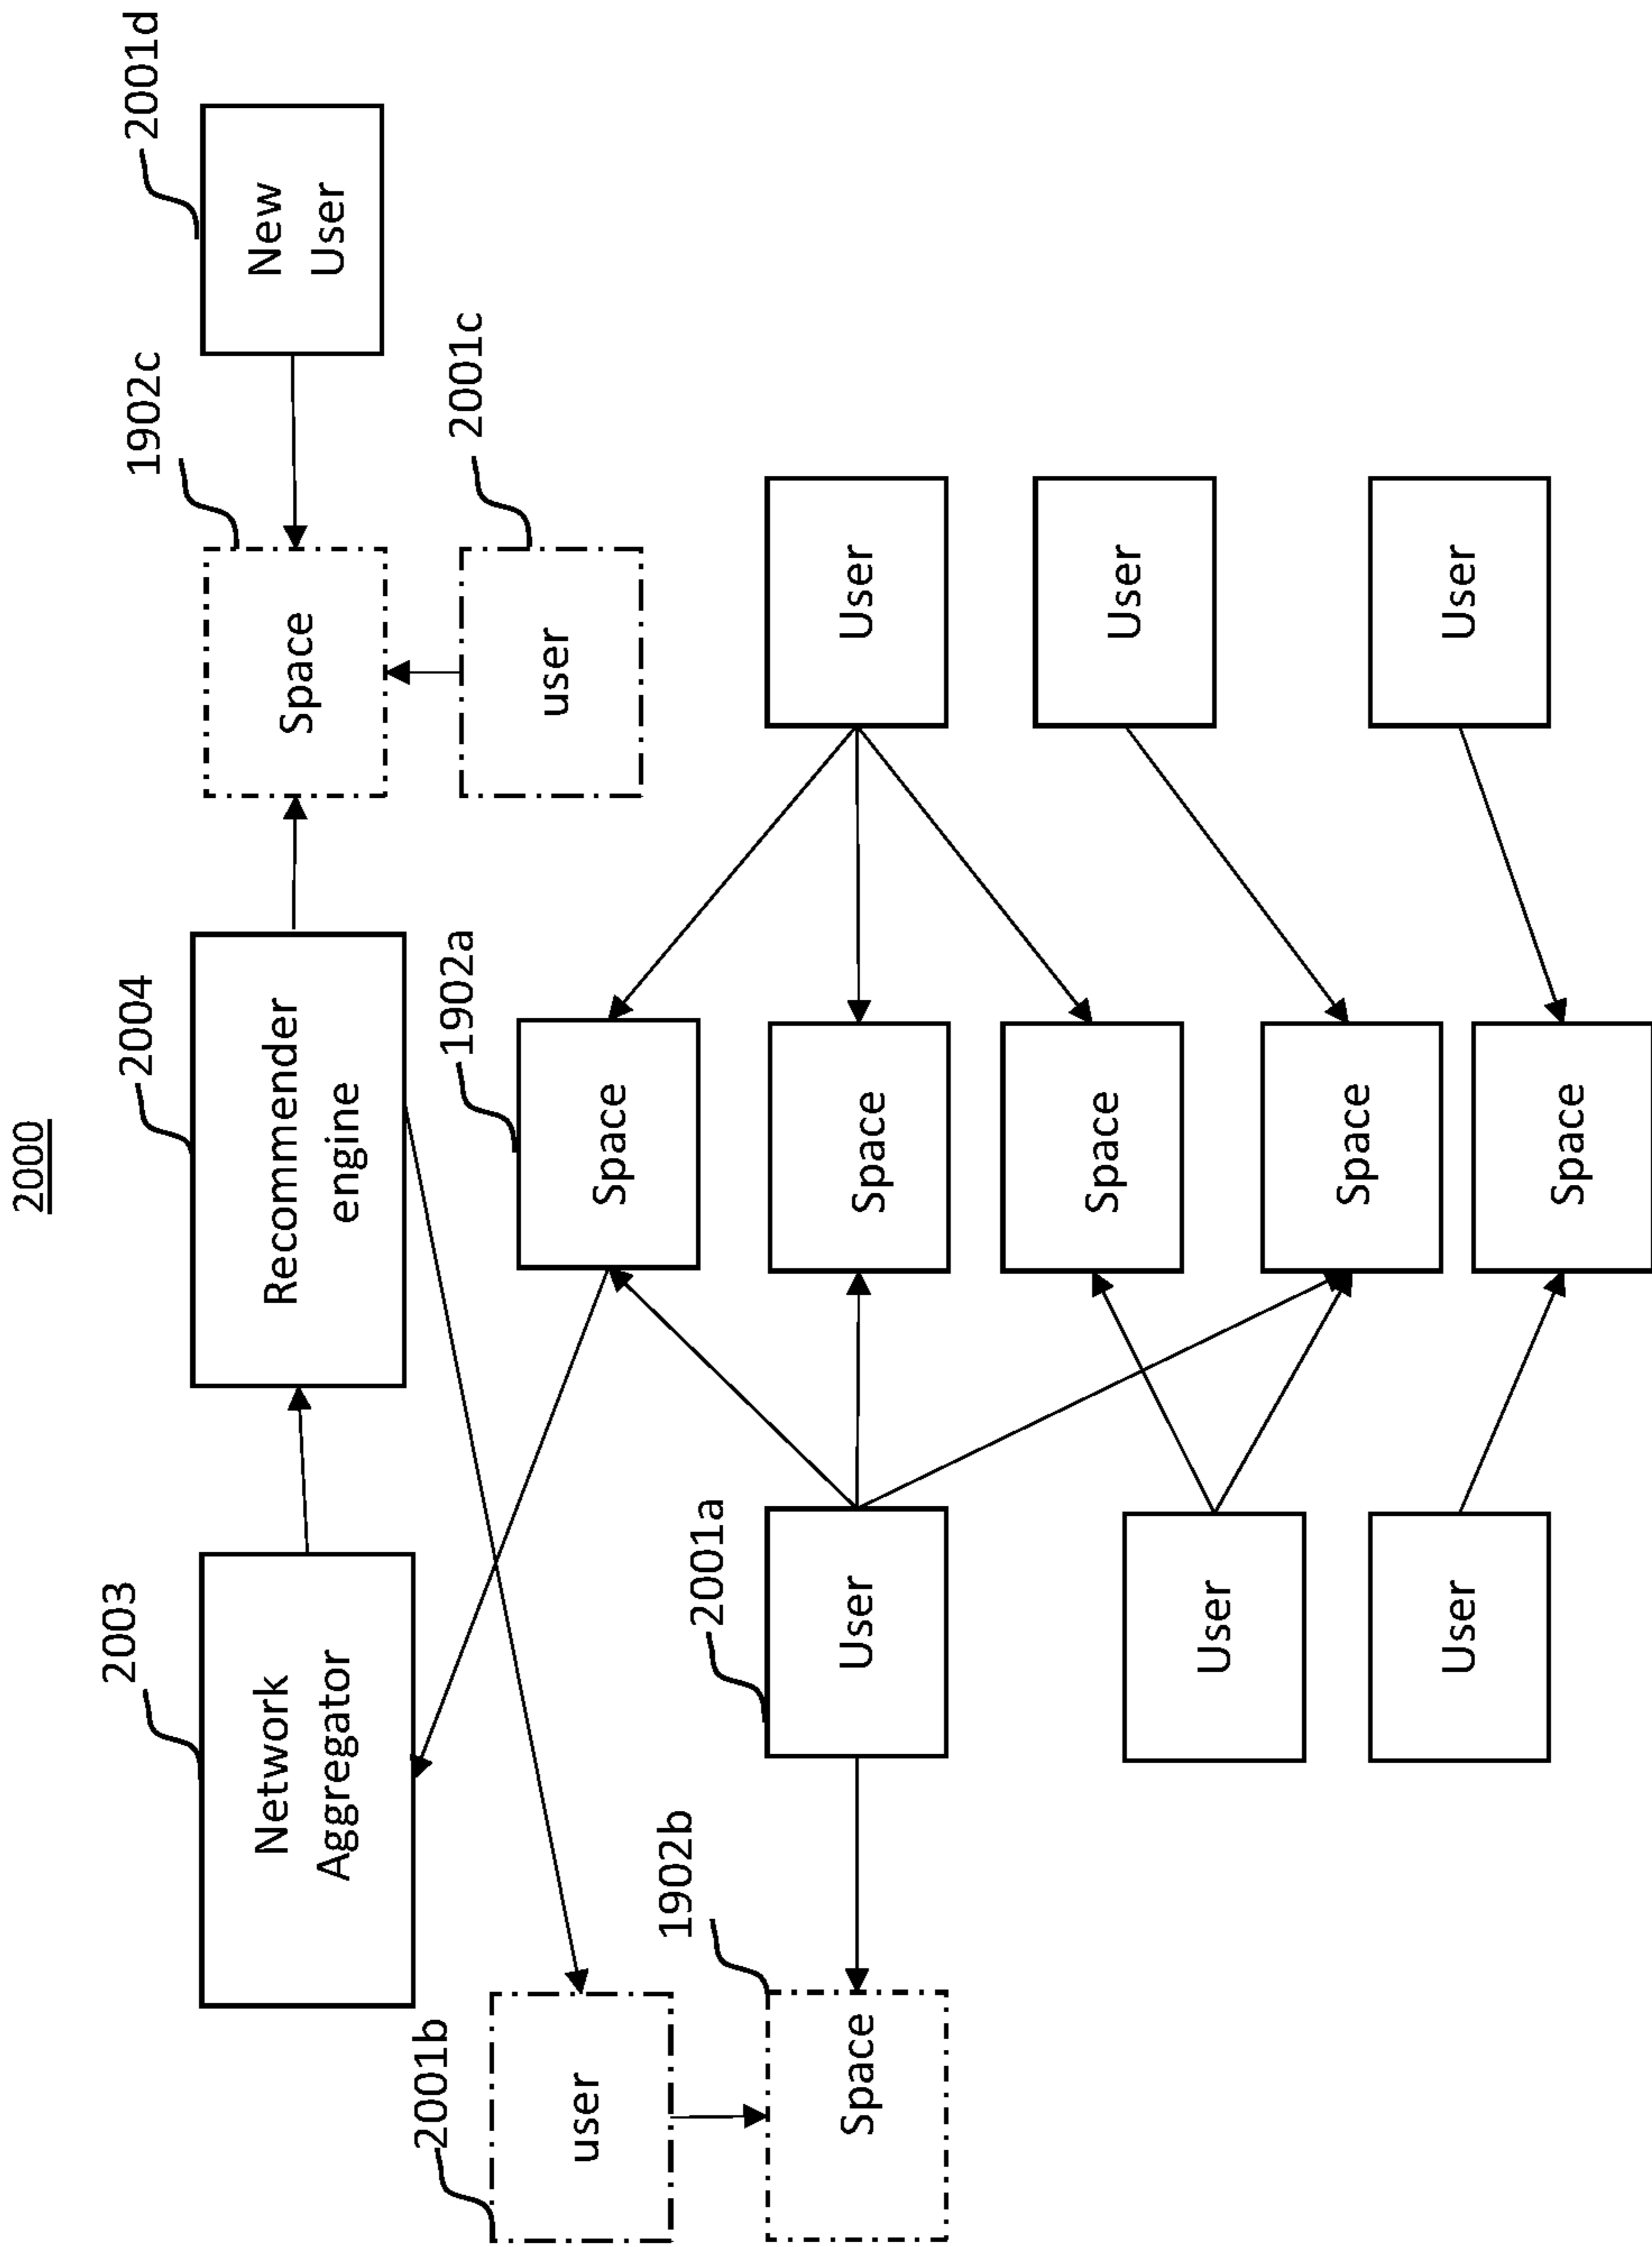 2000
2003
2004
1902c
2001d
Network
Aggregator
Recommender
engine
Space
New
User
2001b
1902a
2001c
user
Space
user
1902b
2001a
Space
User
Space
User
User
Space
User
Space
User
Space
User